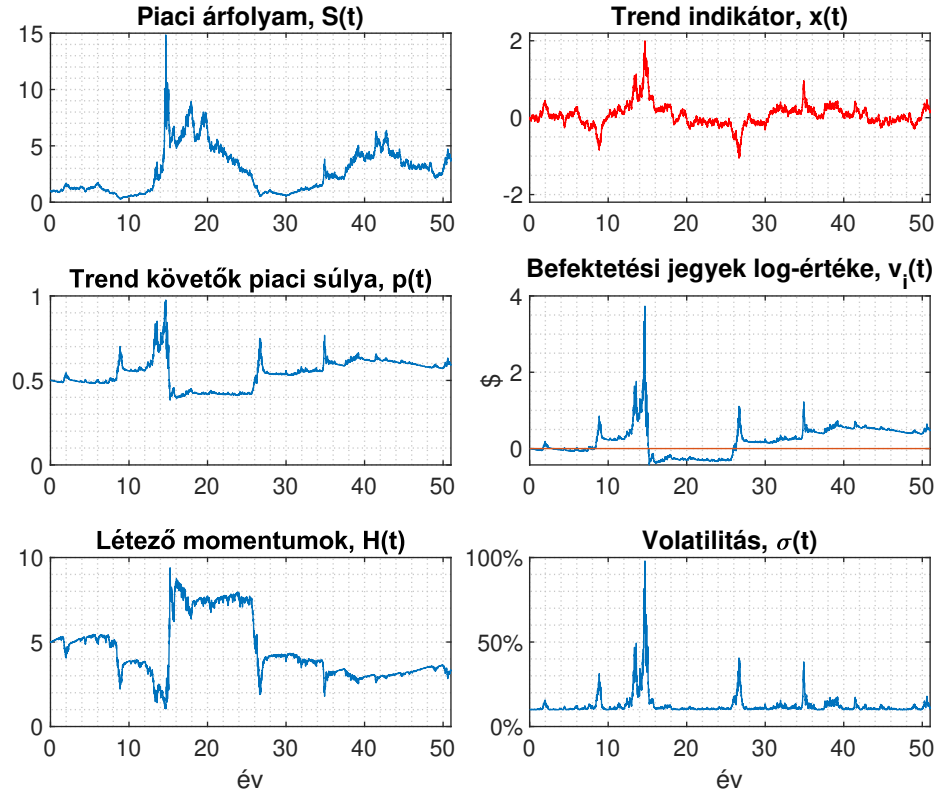 Piaci árfolyam, S(t)
15
10
5
0
0 10 20 30 40 50
Trend indikátor, x(t)
2
0
-2
0 10 20 30 40 50
Trend követők piaci súlya, p(t)
1
0.5
0
0 10 20 30 40 50
Befektetési jegyek log-értéke, v_i(t)
$
4
2
0
0 10 20 30 40 50
Létező momentumok, H(t)
10
5
0
0 10 20 30 40 50
év
Volatilitás, σ(t)
100%
50%
0%
0 10 20 30 40 50
év